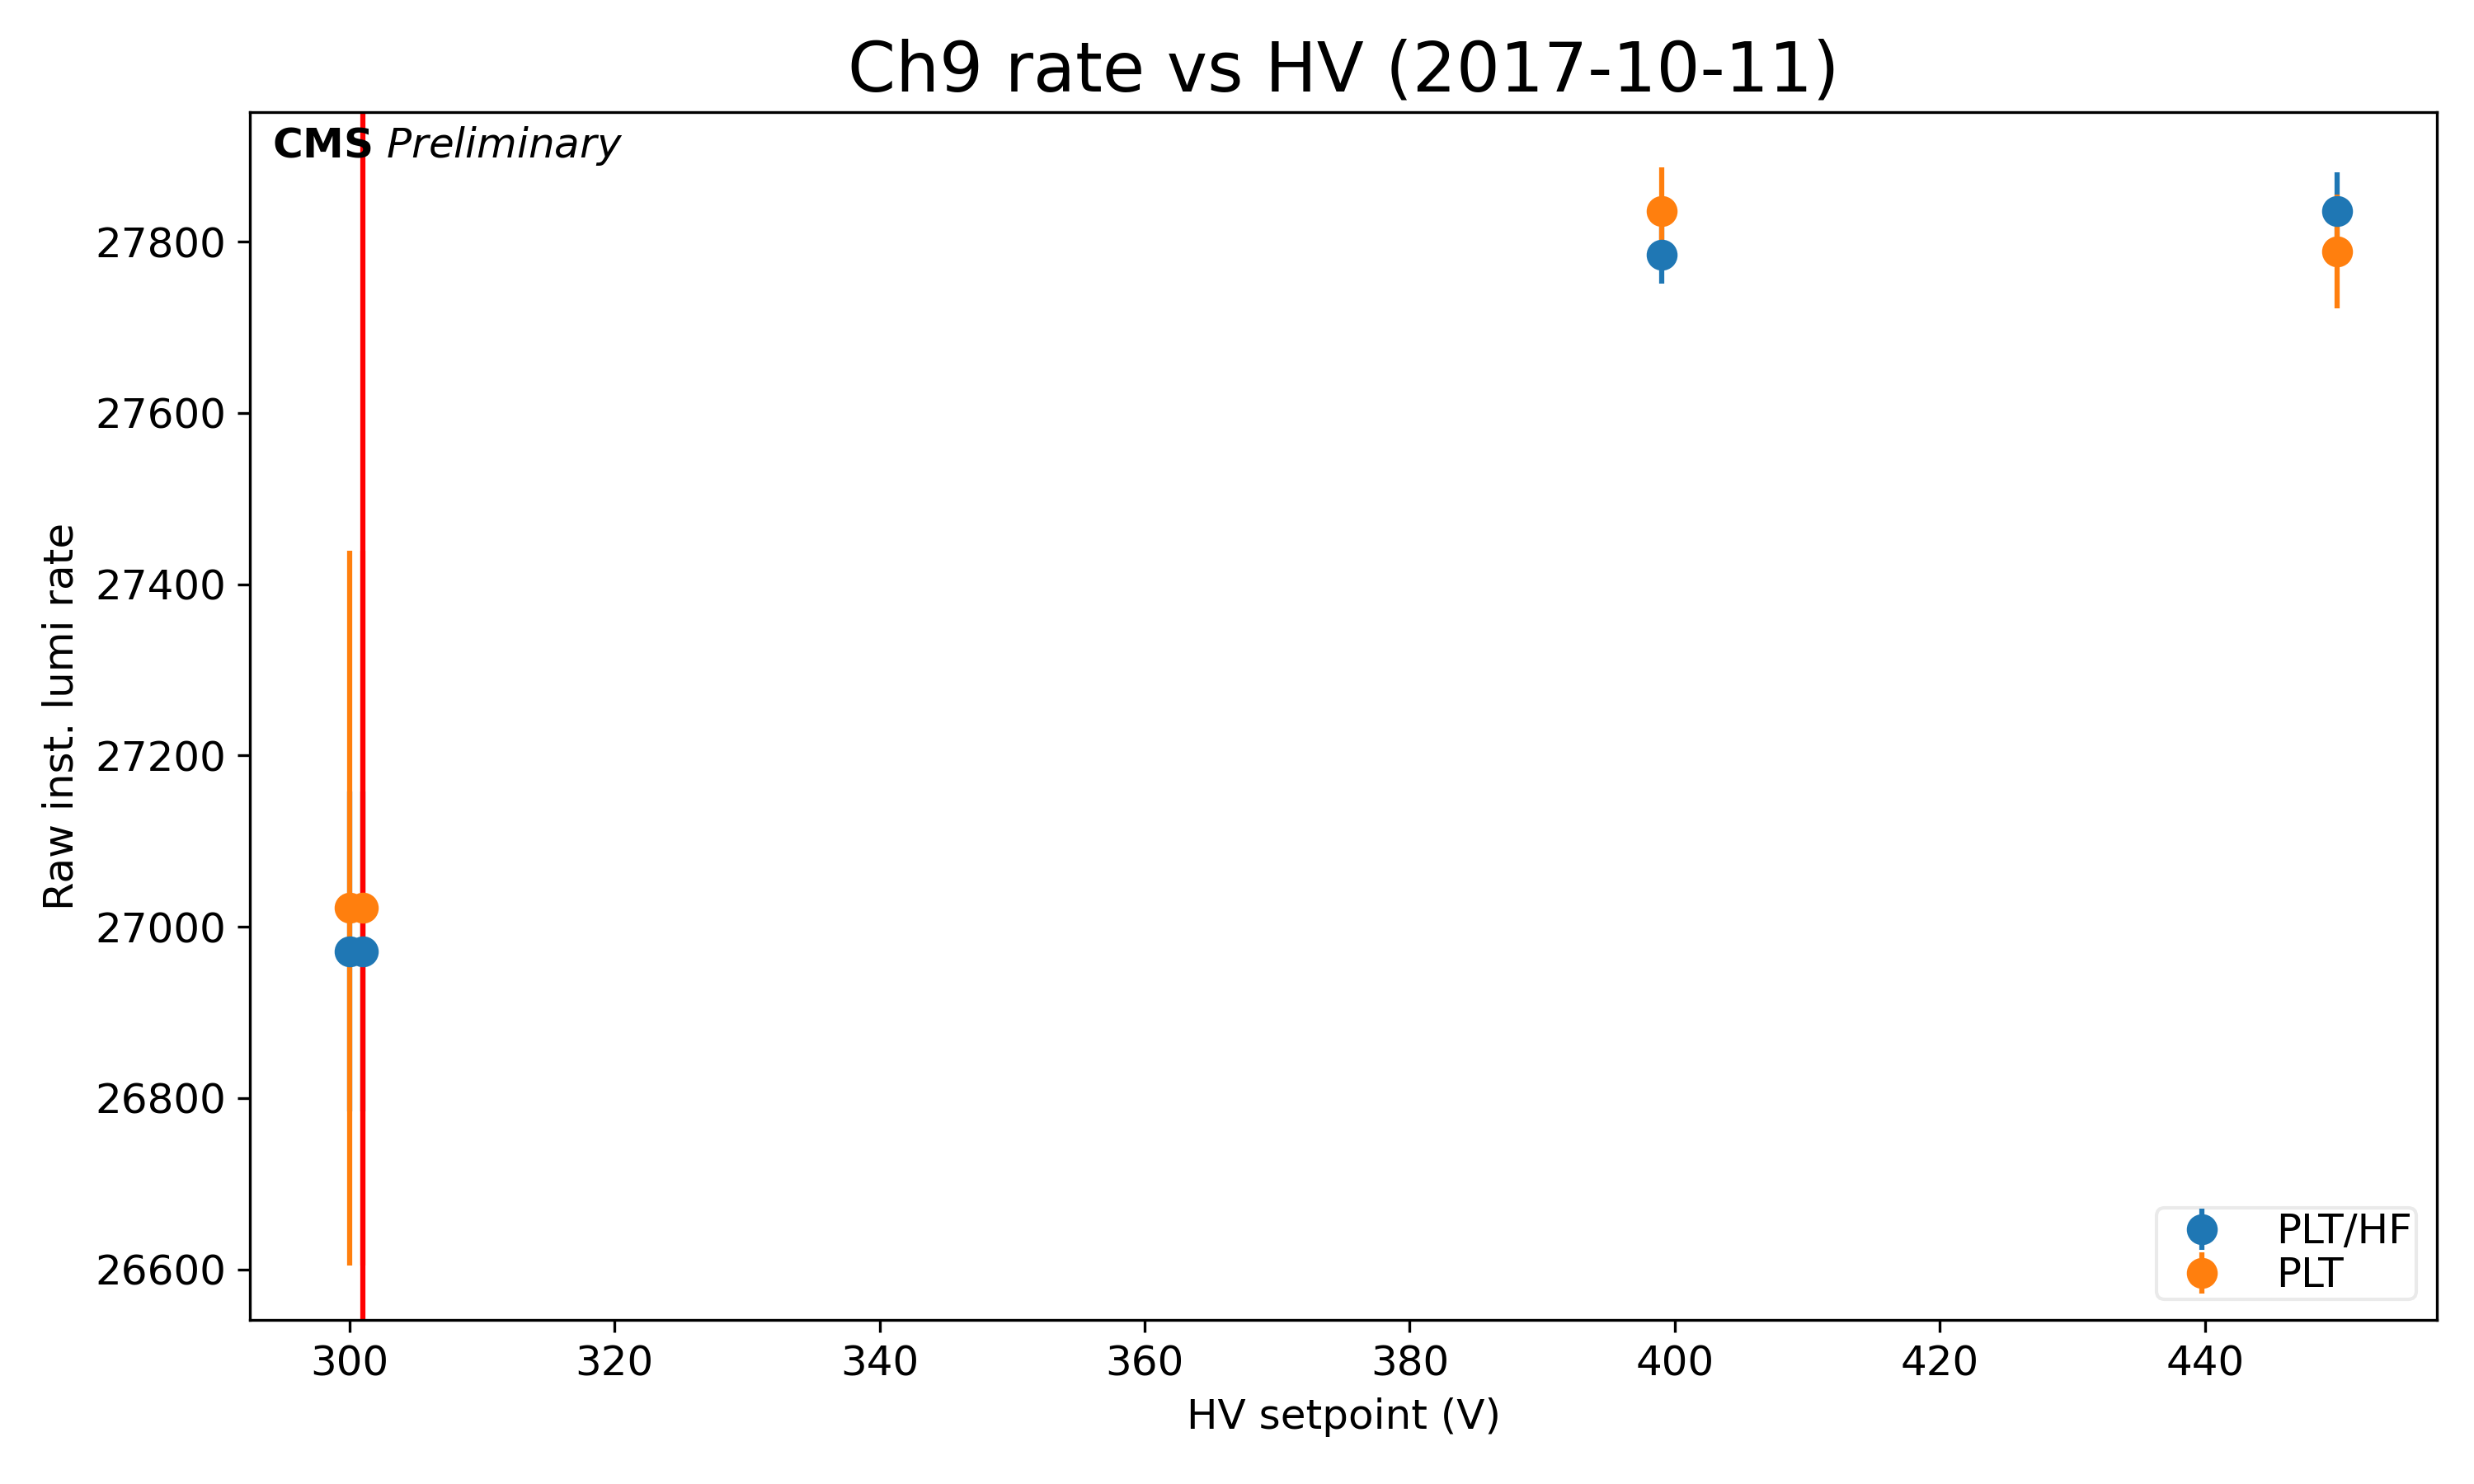 Ch9 rate vs HV (2017-10-11)
CMS Preliminary
Raw inst. lumi rate
27800
27600
27400
27200
27000
26800
26600
300 320 340 360 380 400 420 440
HV setpoint (V)
PLT/HF
PLT